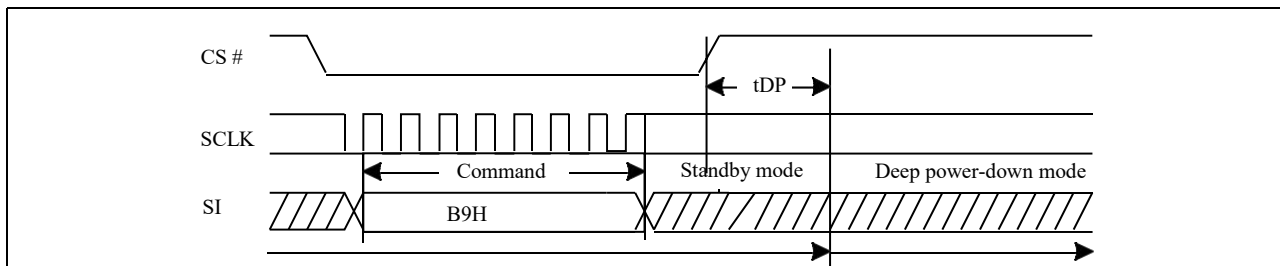 CS #
tDP
SCLK
Command Standby mode Deep power-down mode
SI B9H